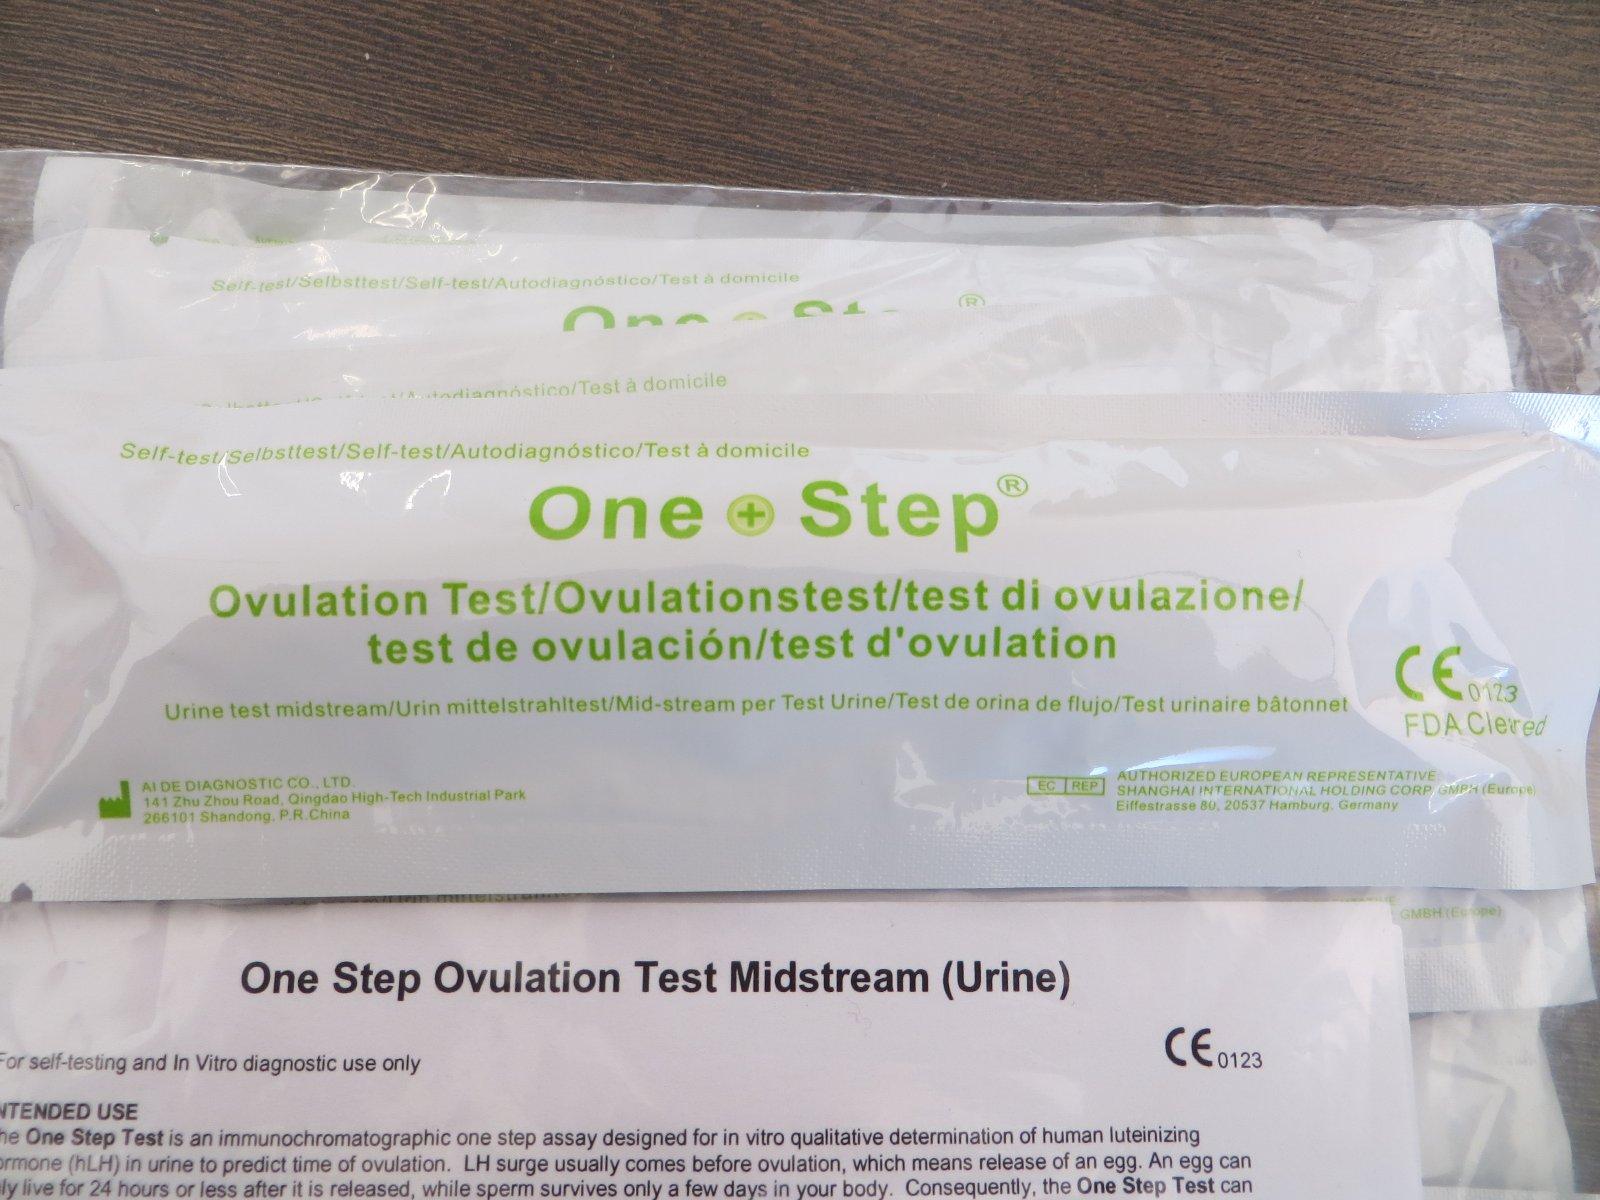 Self-test/Selbsttest/Self-test/Autodiagnóstico/Test à domicile
One Ste ®
/Autodiagnóstico/Test à domicile
Self-test/Selbsttest/Self-test/Autodiagnóstico/Test à domicile
One + Step®
Ovulation Test/Ovulationstest/test di ovulazione/
test de ovulación/test d'ovulation
Urine test midstream/Urin mittelstrahltest/Mid-stream per Test Urine/Test de orina de flujo/Test urinaire bâtonnet
CE 0123
FDA Cleared
AI DE DIAGNOSTIC CO., LTD.
141 Zhu Zhou Road, Qingdao High-Tech Industrial Park
266101 Shandong. P.R.China
EC REP
AUTHORIZED EUROPEAN REPRESENTATIVE
SHANGHAI INTERNATIONAL HOLDING CORP. GMBH (Europe)
Eiffestrasse 80, 20537 Hamburg, Germany
GMBH (Europe)
One Step Ovulation Test Midstream (Urine)
CE 0123
For self-testing and In Vitro diagnostic use only
NTENDED USE
he One Step Test is an immunochromatographic one step assay designed for in vitro qualitative determination of human luteinizing
ormone (hLH) in urine to predict time of ovulation. LH surge usually comes before ovulation, which means release of an egg. An egg can
ly live for 24 hours or less after it is released, while sperm survives only a few days in your body. Consequently, the One Step Test can